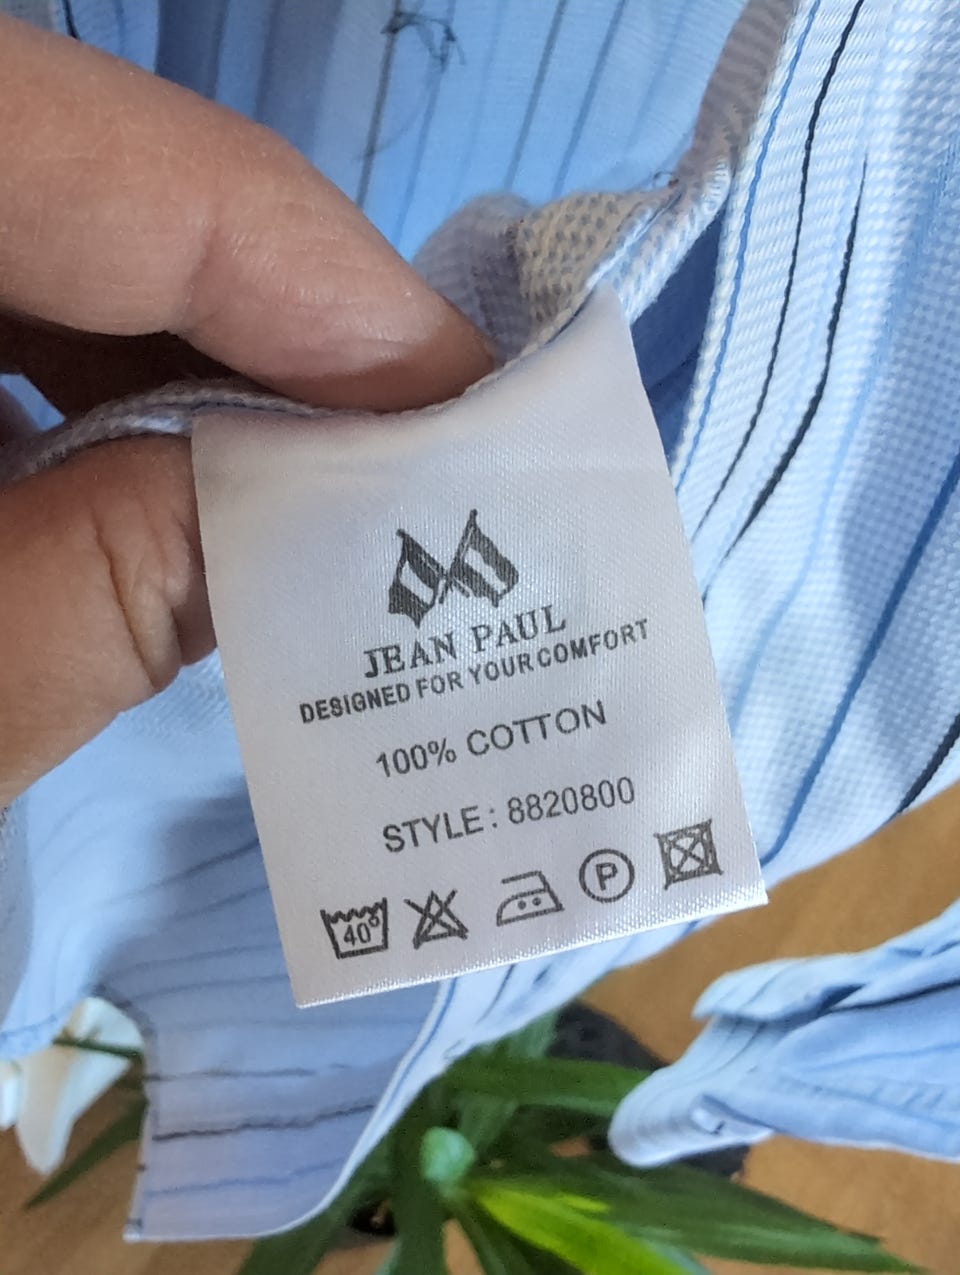 JEAN PAUL
DESIGNED FOR YOUR COMFORT
100% COTTON
STYLE : 8820800
40° P